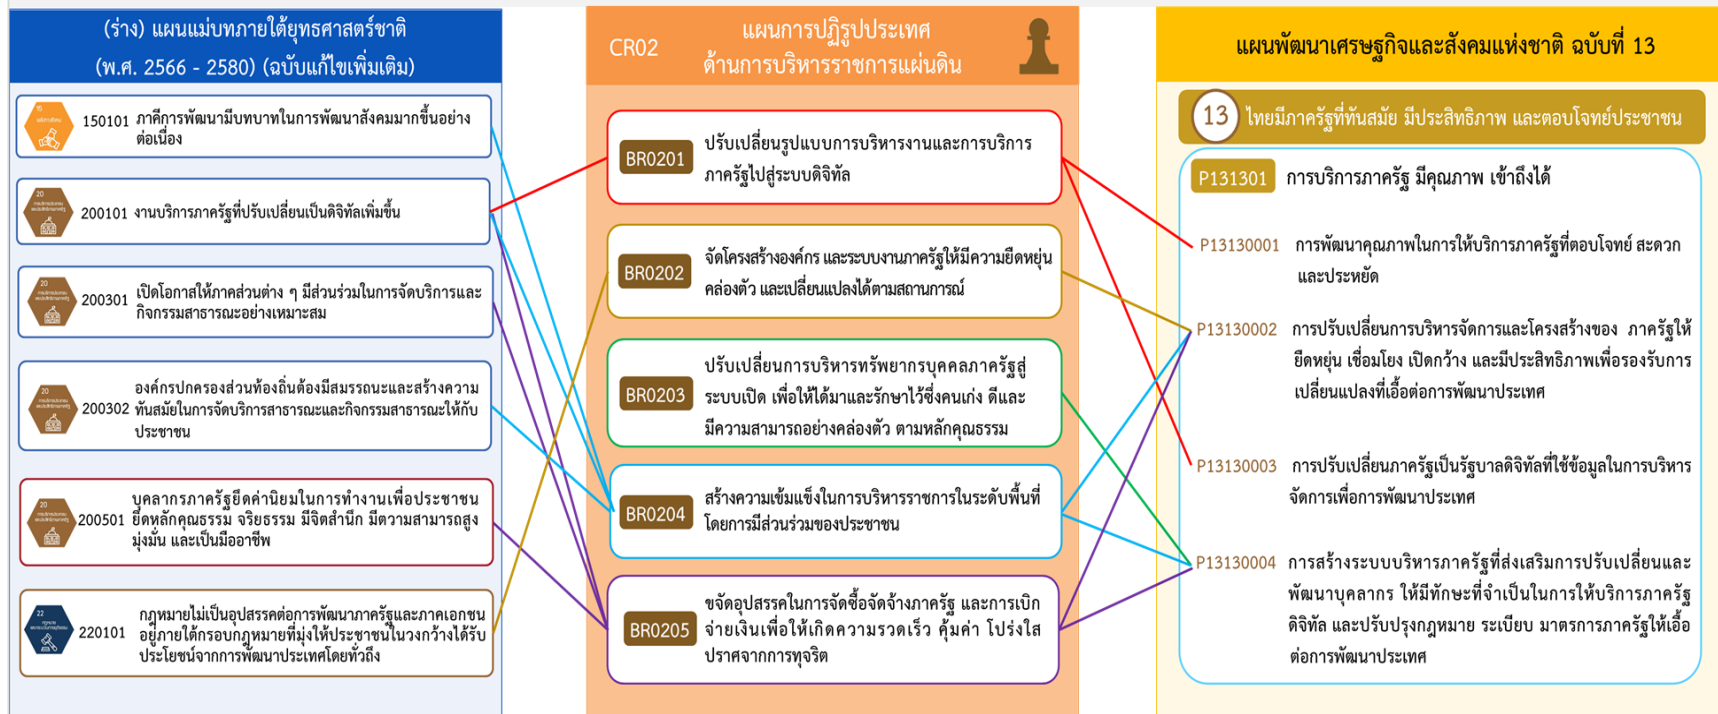 (ร่าง) แผนแม่บทภายใต้ยุทธศาสตร์ชาติ
(พ.ศ. 2566 - 2580) (ฉบับแก้ไขเพิ่มเติม)
150101 ภาคีการพัฒนามีบทบาทในการพัฒนาสังคมมากขึ้นอย่าง
ต่อเนื่อง
200101 งานบริการภาครัฐที่ปรับเปลี่ยนเป็นดิจิทัลเพิ่มขึ้น
200301 เปิดโอกาสให้ภาคส่วนต่าง ๆ มีส่วนร่วมในการจัดบริการและ
กิจกรรมสาธารณะอย่างเหมาะสม
องค์กรปกครองส่วนท้องถิ่นต้องมีสมรรถนะและสร้างความ
200302 ทันสมัยในการจัดบริการสาธารณะและกิจกรรมสาธารณะให้กับ
ประชาชน
บุคลากรภาครัฐยึดค่านิยมในการทำงานเพื่อประชาชน
200501 ยึดหลักคุณธรรม จริยธรรม มีจิตสำนึก มีตวามสามารถสูง
มุ่งมั่น และเป็นมืออาชีพ
กฎหมายไม่เป็นอุปสรรคต่อการพัฒนาภาครัฐและภาคเอกชน
220101 อยู่ภายใต้กรอบกฎหมายที่มุ่งให้ประชาชนในวงกว้างได้รับ
ประโยชน์จากการพัฒนาประเทศโดยทั่วถึง
CR02
แผนการปฏิรูปประเทศ
ด้านการบริหารราชการแผ่นดิน
BR0201
ปรับเปลี่ยนรูปแบบการบริหารงานและการบริการ
ภาครัฐไปสู่ระบบดิจิทัล
BR0202
จัดโครงสร้างองค์กร และระบบงานภาครัฐให้มีความยืดหยุ่น
คล่องตัว และเปลี่ยนแปลงได้ตามสถานการณ์
BR0203
ปรับเปลี่ยนการบริหารทรัพยากรบุคคลภาครัฐสู่
ระบบเปิด เพื่อให้ได้มาและรักษาไว้ซึ่งคนเก่ง ดีและ
มีความสามารถอย่างคล่องตัว ตามหลักคุณธรรม
BR0204
สร้างความเข้มแข็งในการบริหารราชการในระดับพื้นที่
โดยการมีส่วนร่วมของประชาชน
BR0205
ขจัดอุปสรรคในการจัดซื้อจัดจ้างภาครัฐ และการเบิก
จ่ายเงินเพื่อให้เกิดความรวดเร็ว คุ้มค่า โปร่งใส
ปราศจากการทุจริต
แผนพัฒนาเศรษฐกิจและสังคมแห่งชาติ ฉบับที่ 13
13 ไทยมีภาครัฐที่ทันสมัย มีประสิทธิภาพ และตอบโจทย์ประชาชน
P131301 การบริการภาครัฐ มีคุณภาพ เข้าถึงได้
P13130001 การพัฒนาคุณภาพในการให้บริการภาครัฐที่ตอบโจทย์ สะดวก
และประหยัด
P13130002 การปรับเปลี่ยนการบริหารจัดการและโครงสร้างของ ภาครัฐให้
ยืดหยุ่น เชื่อมโยง เปิดกว้าง และมีประสิทธิภาพเพื่อรองรับการ
เปลี่ยนแปลงที่เอื้อต่อการพัฒนาประเทศ
P13130003 การปรับเปลี่ยนภาครัฐเป็นรัฐบาลดิจิทัลที่ใช้ข้อมูลในการบริหาร
จัดการเพื่อการพัฒนาประเทศ
P13130004 การสร้างระบบบริหารภาครัฐที่ส่งเสริมการปรับเปลี่ยนและ
พัฒนาบุคลากร ให้มีทักษะที่จำเป็นในการให้บริการภาครัฐ
ดิจิทัล และปรับปรุงกฎหมาย ระเบียบ มาตรการภาครัฐให้เอื้อ
ต่อการพัฒนาประเทศ